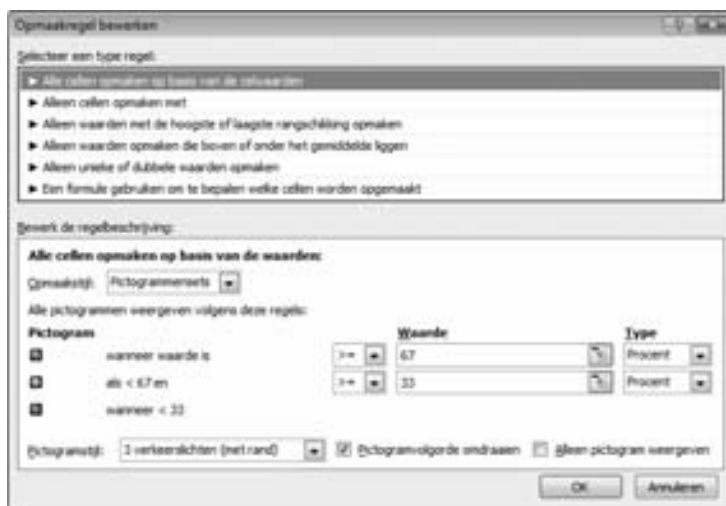 Opmaakregel bewerken
Selecteer een type regel:
► Alle cellen opmaken op basis van de celwaarden
► Alleen cellen opmaken met
► Alleen waarden met de hoogste of laagste rangschikking opmaken
► Alleen waarden opmaken die boven of onder het gemiddelde liggen
► Alleen unieke of dubbele waarden opmaken
► Een formule gebruiken om te bepalen welke cellen worden opgemaakt
Bewerk de regelbeschrijving:
Alle cellen opmaken op basis van de waarden:
Opmaakstijl: Pictogrammensets
Alle pictogrammen weergeven volgens deze regels:
Pictogram Waarde Type
wanneer waarde is >= 67 Procent
als < 67 en >= 33 Procent
wanneer < 33
Pictogramstijl: 3 verkeerslichten (met rand) Pictogramvolgorde omdraaien Alleen pictogram weergeven
OK Annuleren